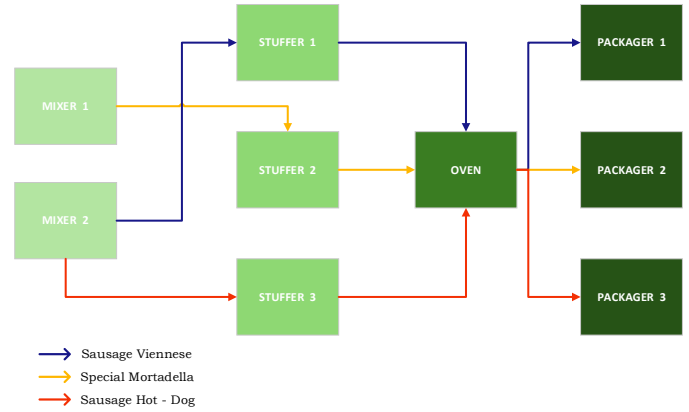 STUFFER 1
PACKAGER 1
MIXER 1
STUFFER 2
OVEN
PACKAGER 2
MIXER 2
STUFFER 3
PACKAGER 3
Sausage Viennese
Special Mortadella
Sausage Hot - Dog